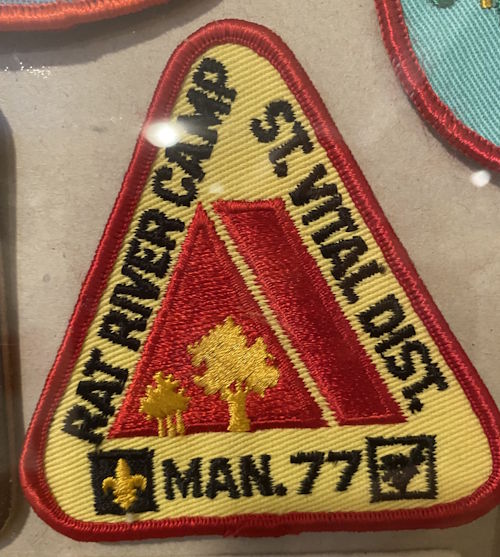 RAT RIVER CAMP
ST. VITAL DIST.
MAN. 77